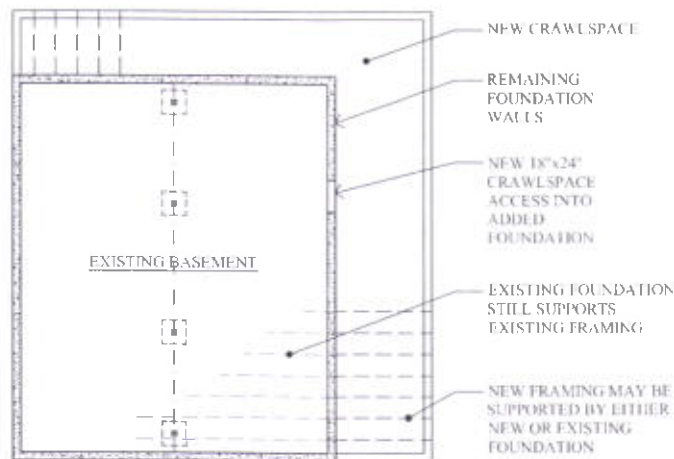 NEW CRAWLSPACE
REMAINING
FOUNDATION
WALLS
NEW 18"x24"
CRAWLSPACE
ACCESS INTO
ADDED
FOUNDATION
EXISTING BASEMENT
EXISTING FOUNDATION
STILL SUPPORTS
EXISTING FRAMING
NEW FRAMING MAY BE
SUPPORTED BY EITHER
NEW OR EXISTING
FOUNDATION